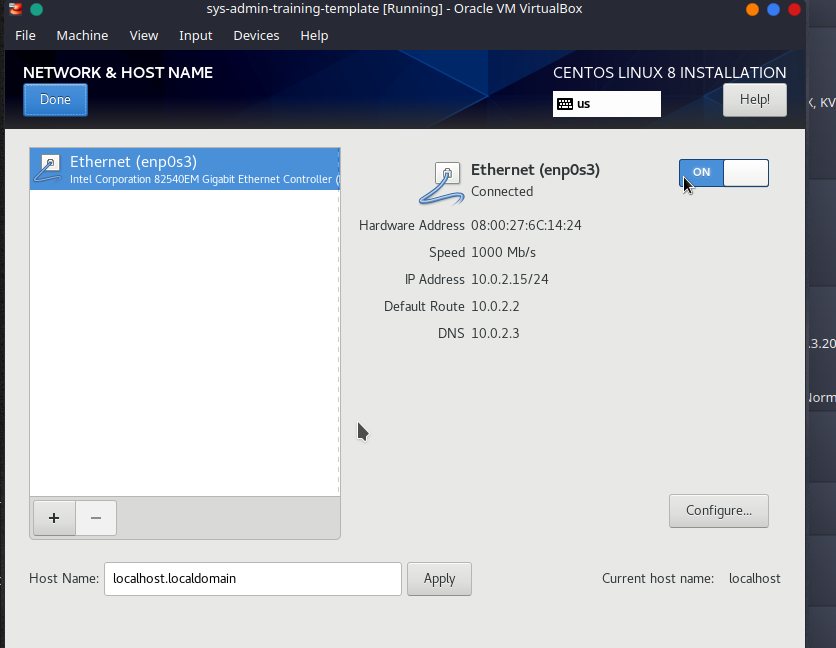 sys-admin-training-template [Running] - Oracle VM VirtualBox
File Machine View Input Devices Help
NETWORK & HOST NAME
CENTOS LINUX 8 INSTALLATION
Done
us
Help!
Ethernet (enp0s3)
Intel Corporation 82540EM Gigabit Ethernet Controller (
Ethernet (enp0s3)
Connected
ON
Hardware Address 08:00:27:6C:14:24
Speed 1000 Mb/s
IP Address 10.0.2.15/24
Default Route 10.0.2.2
DNS 10.0.2.3
+ −
Configure...
Host Name: localhost.localdomain
Apply
Current host name: localhost
, KV
.3.20
Norm